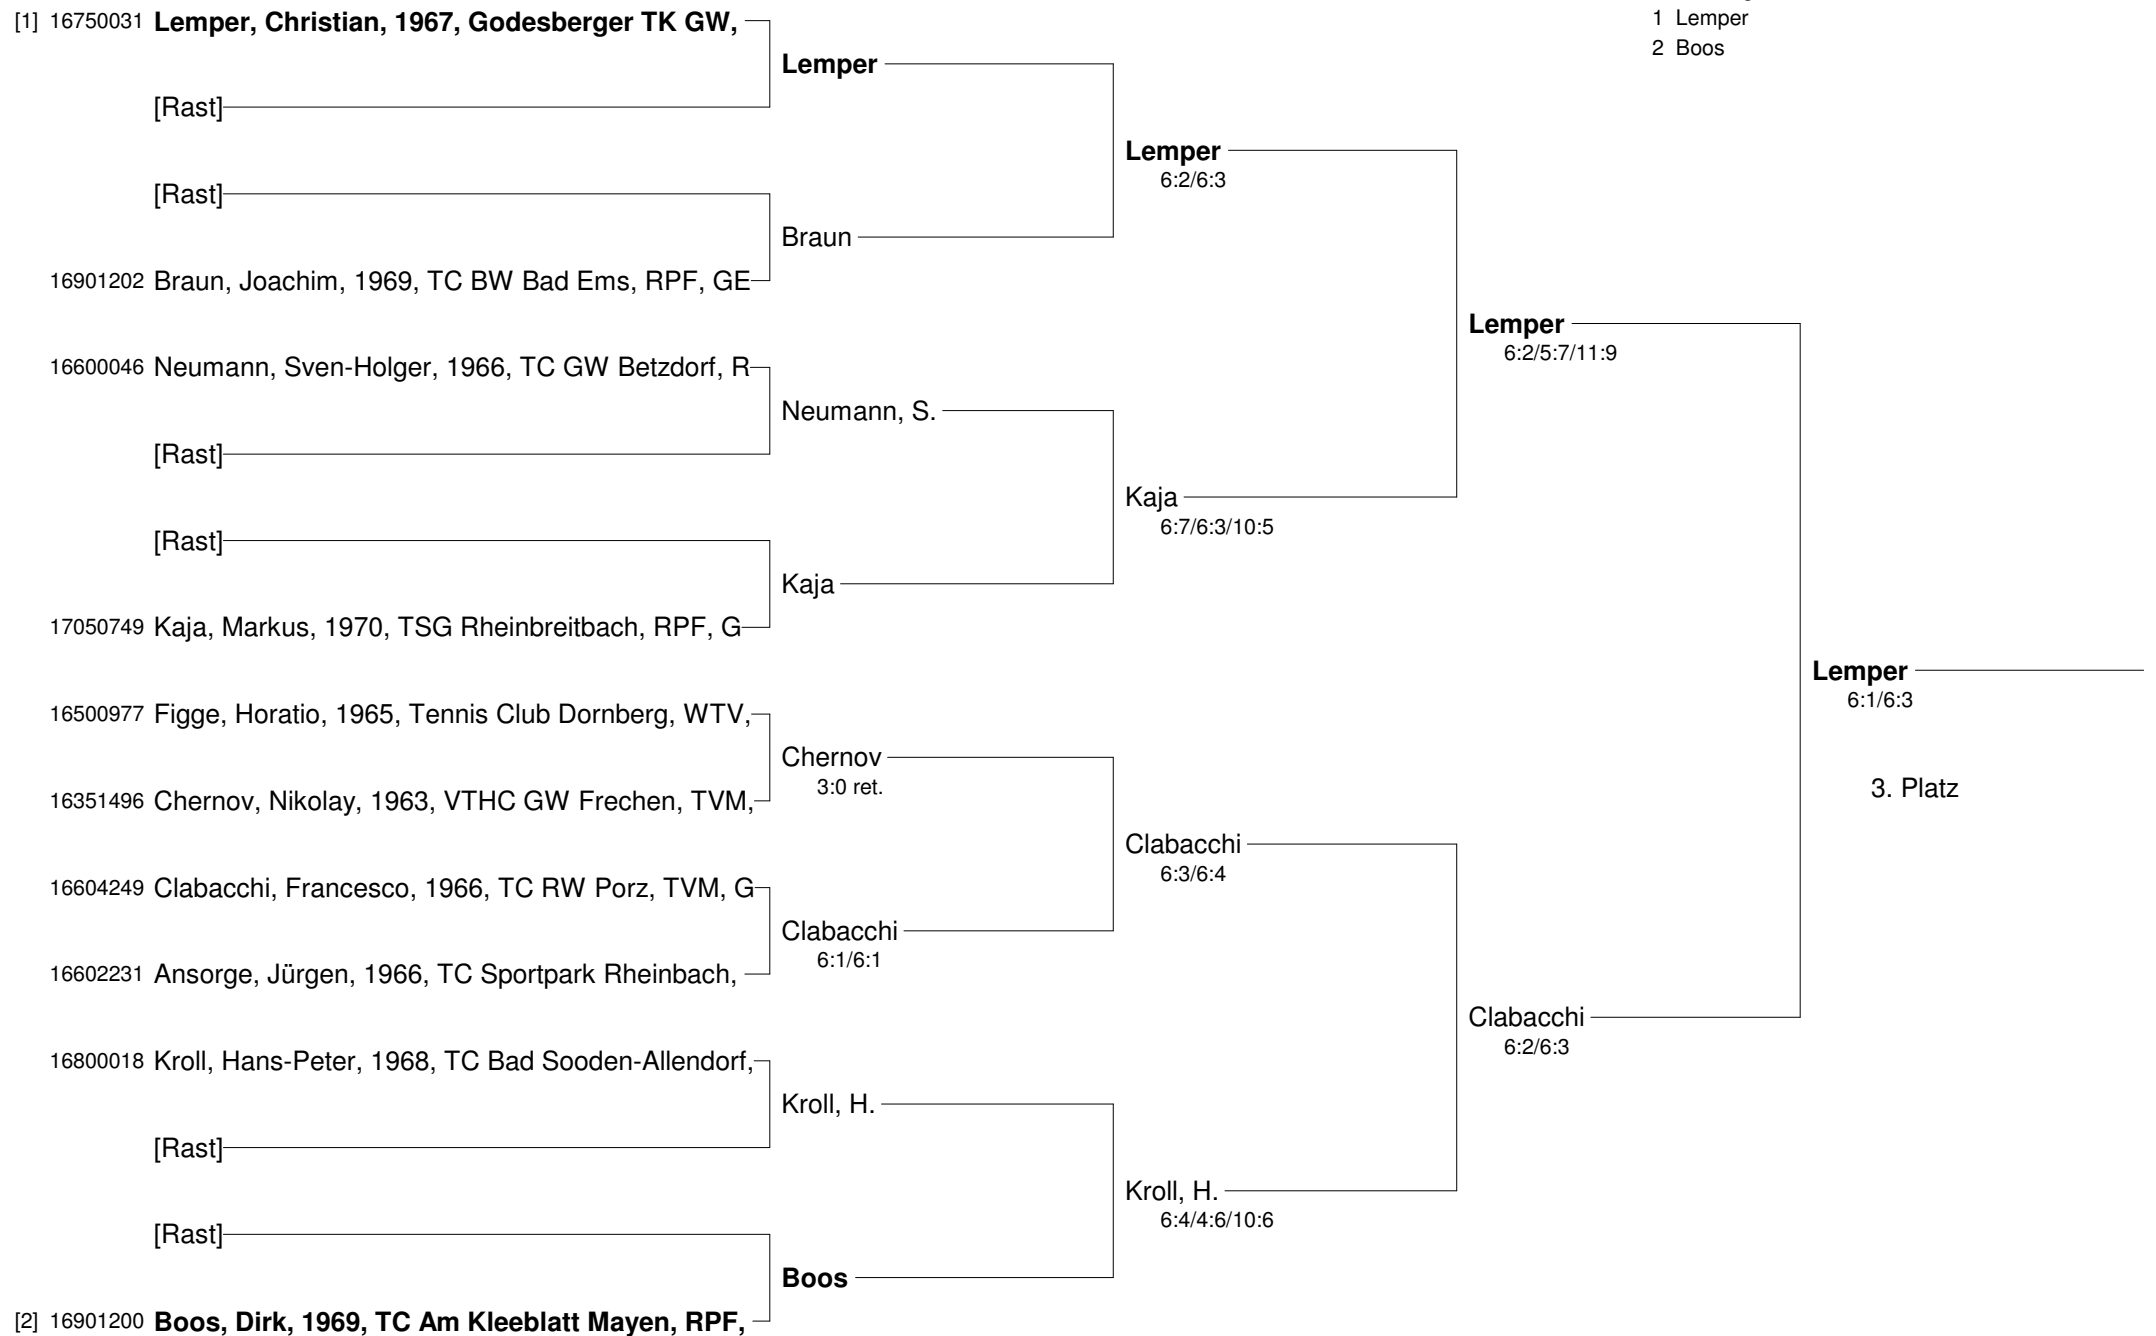 [1] 16750031 Lemper, Christian, 1967, Godesberger TK GW,
1 Lemper
2 Boos
Lemper
[Rast]
Lemper
6:2/6:3
[Rast]
Braun
16901202 Braun, Joachim, 1969, TC BW Bad Ems, RPF, GE
Lemper
6:2/5:7/11:9
16600046 Neumann, Sven-Holger, 1966, TC GW Betzdorf, R
Neumann, S.
[Rast]
Kaja
6:7/6:3/10:5
[Rast]
Kaja
17050749 Kaja, Markus, 1970, TSG Rheinbreitbach, RPF, G
Lemper
6:1/6:3
16500977 Figge, Horatio, 1965, Tennis Club Dornberg, WTV,
Chernov
3:0 ret.
3. Platz
16351496 Chernov, Nikolay, 1963, VTHC GW Frechen, TVM,
Clabacchi
6:3/6:4
16604249 Clabacchi, Francesco, 1966, TC RW Porz, TVM, G
Clabacchi
6:1/6:1
16602231 Ansorge, Jürgen, 1966, TC Sportpark Rheinbach,
Clabacchi
6:2/6:3
16800018 Kroll, Hans-Peter, 1968, TC Bad Sooden-Allendorf,
Kroll, H.
[Rast]
Kroll, H.
6:4/4:6/10:6
[Rast]
Boos
[2] 16901200 Boos, Dirk, 1969, TC Am Kleeblatt Mayen, RPF,